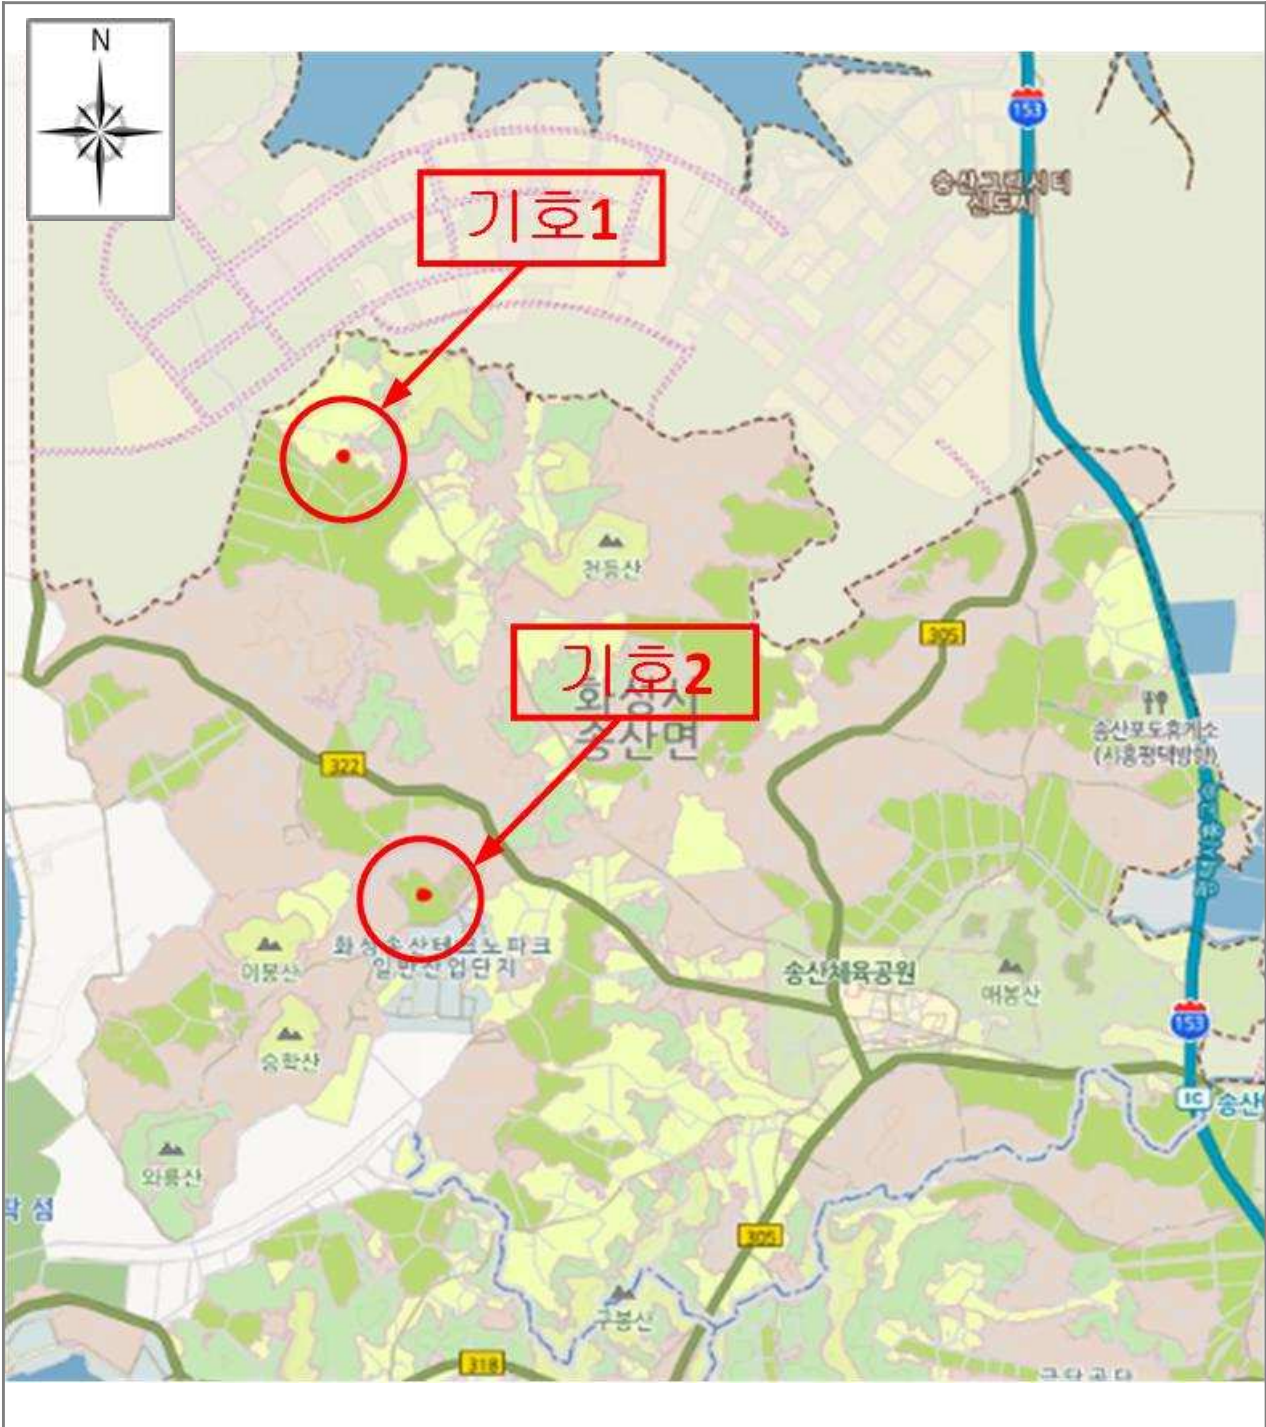 N
153
송산그린시티
신도시
기호1
천등산
305
기호2
화성시
송산면
송산포도휴게소
(시흥평택방향)
322
이봉산
화성송산테크노파크
일반산업단지
송산체육공원
매봉산
153
승학산
IC 송산
와룡산
섬
305
구봉산
318